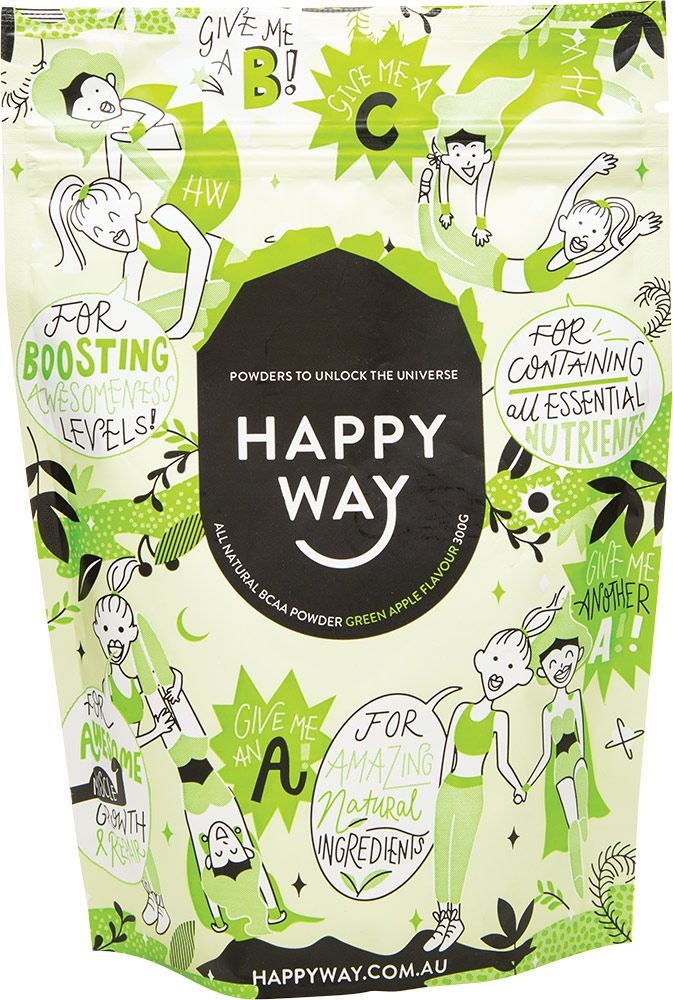 GIVE ME
A B!
GIVE ME A
C
HW
HW
FOR
BOOSTING
AWESOMENESS
LEVELS!
FOR
CONTAINING
all ESSENTIAL
NUTRIENTS
POWDERS TO UNLOCK THE UNIVERSE
HAPPY
WAY
ALL NATURAL BCAA POWDER GREEN APPLE FLAVOUR 300G
GIVE ME
ANOTHER
A!!
FOR
AWESOME
MUSCLE
GROWTH
& REPAIR
GIVE ME
AN A!
FOR
AMAZING
Natural
INGREDIENTS
HAPPYWAY.COM.AU